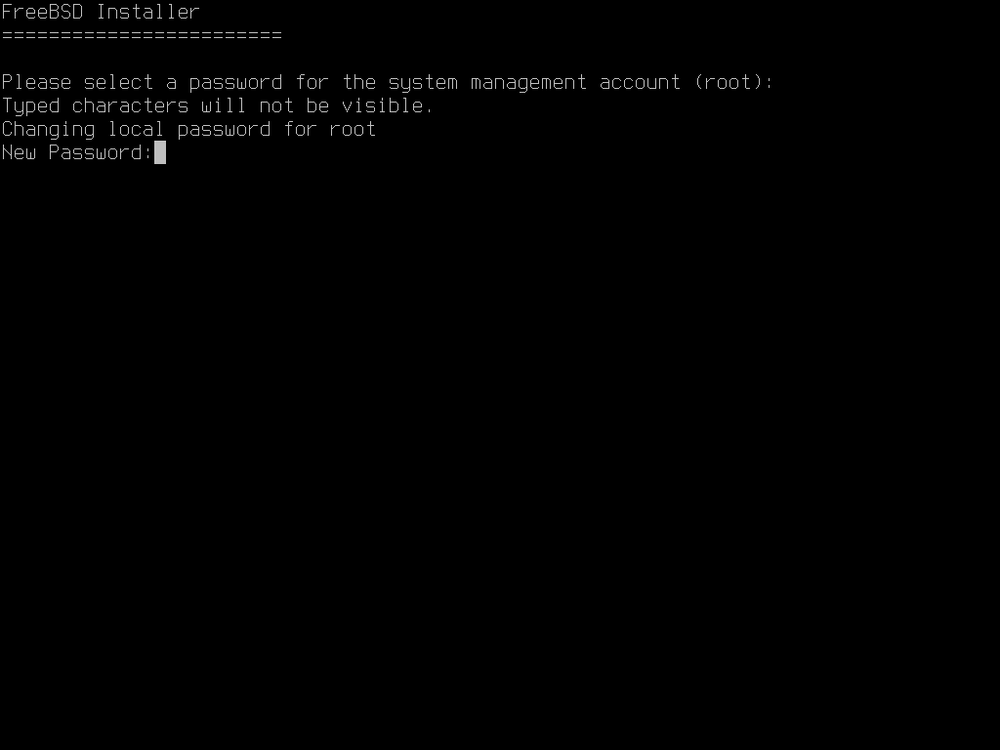 FreeBSD Installer
========================
Please select a password for the system management account (root):
Typed characters will not be visible.
Changing local password for root
New Password: